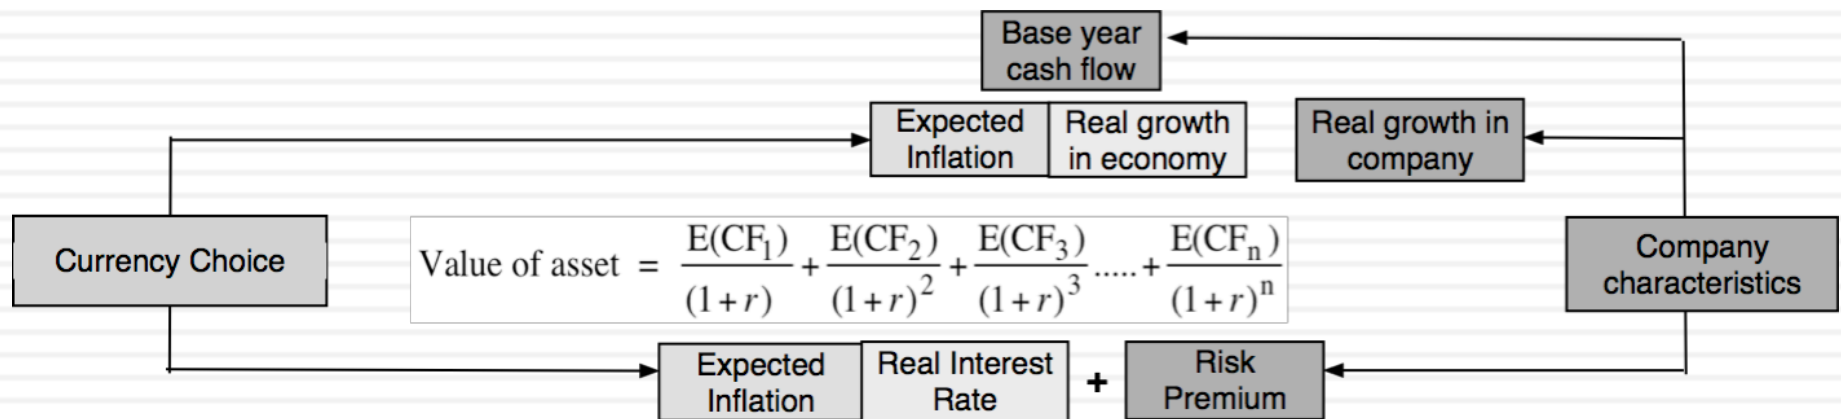 Base year
cash flow
Expected
Inflation
Real growth
in economy
Real growth in
company
Currency Choice
Value of asset = E(CF₁)/(1+r) + E(CF₂)/(1+r)² + E(CF₃)/(1+r)³ ..... + E(CFₙ)/(1+r)ⁿ
Company
characteristics
Expected
Inflation
Real Interest
Rate
+
Risk
Premium